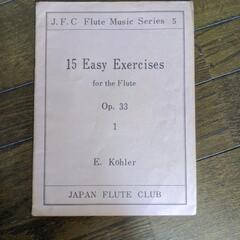 J.F.C Flute Music Series 5
15 Easy Exercises
for the Flute
Op. 33
1
E. Köhler
JAPAN FLUTE CLUB